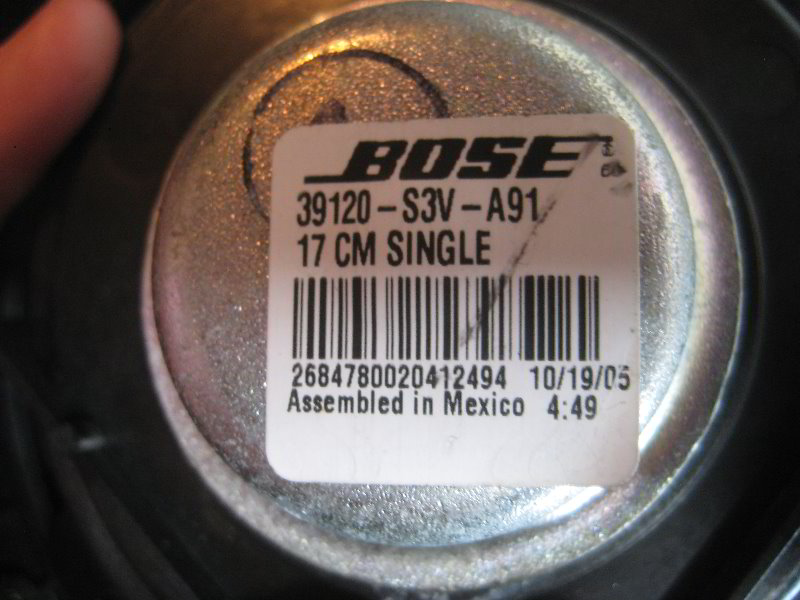 BOSE
39120-S3V-A91
17 CM SINGLE
2684780020412494 10/19/05
Assembled in Mexico 4:49